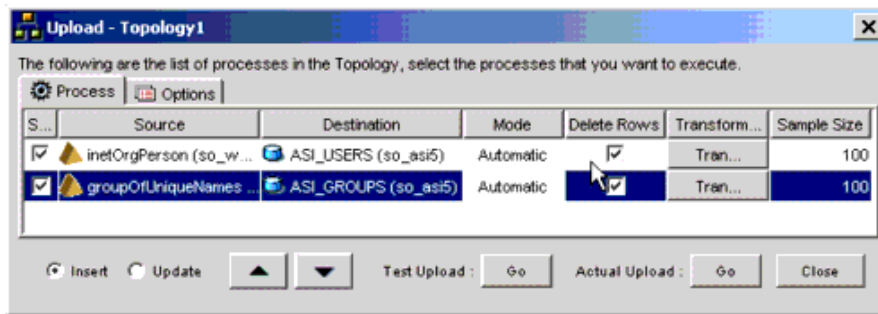 Upload - Topology1
The following are the list of processes in the Topology, select the processes that you want to execute.
Process Options
S... Source Destination Mode Delete Rows Transform... Sample Size
inetOrgPerson (so_w... ASI_USERS (so_asi5) Automatic Tran... 100
groupOfUniqueNames ... ASI_GROUPS (so_asi5) Automatic Tran... 100
Insert Update Test Upload : Go Actual Upload : Go Close